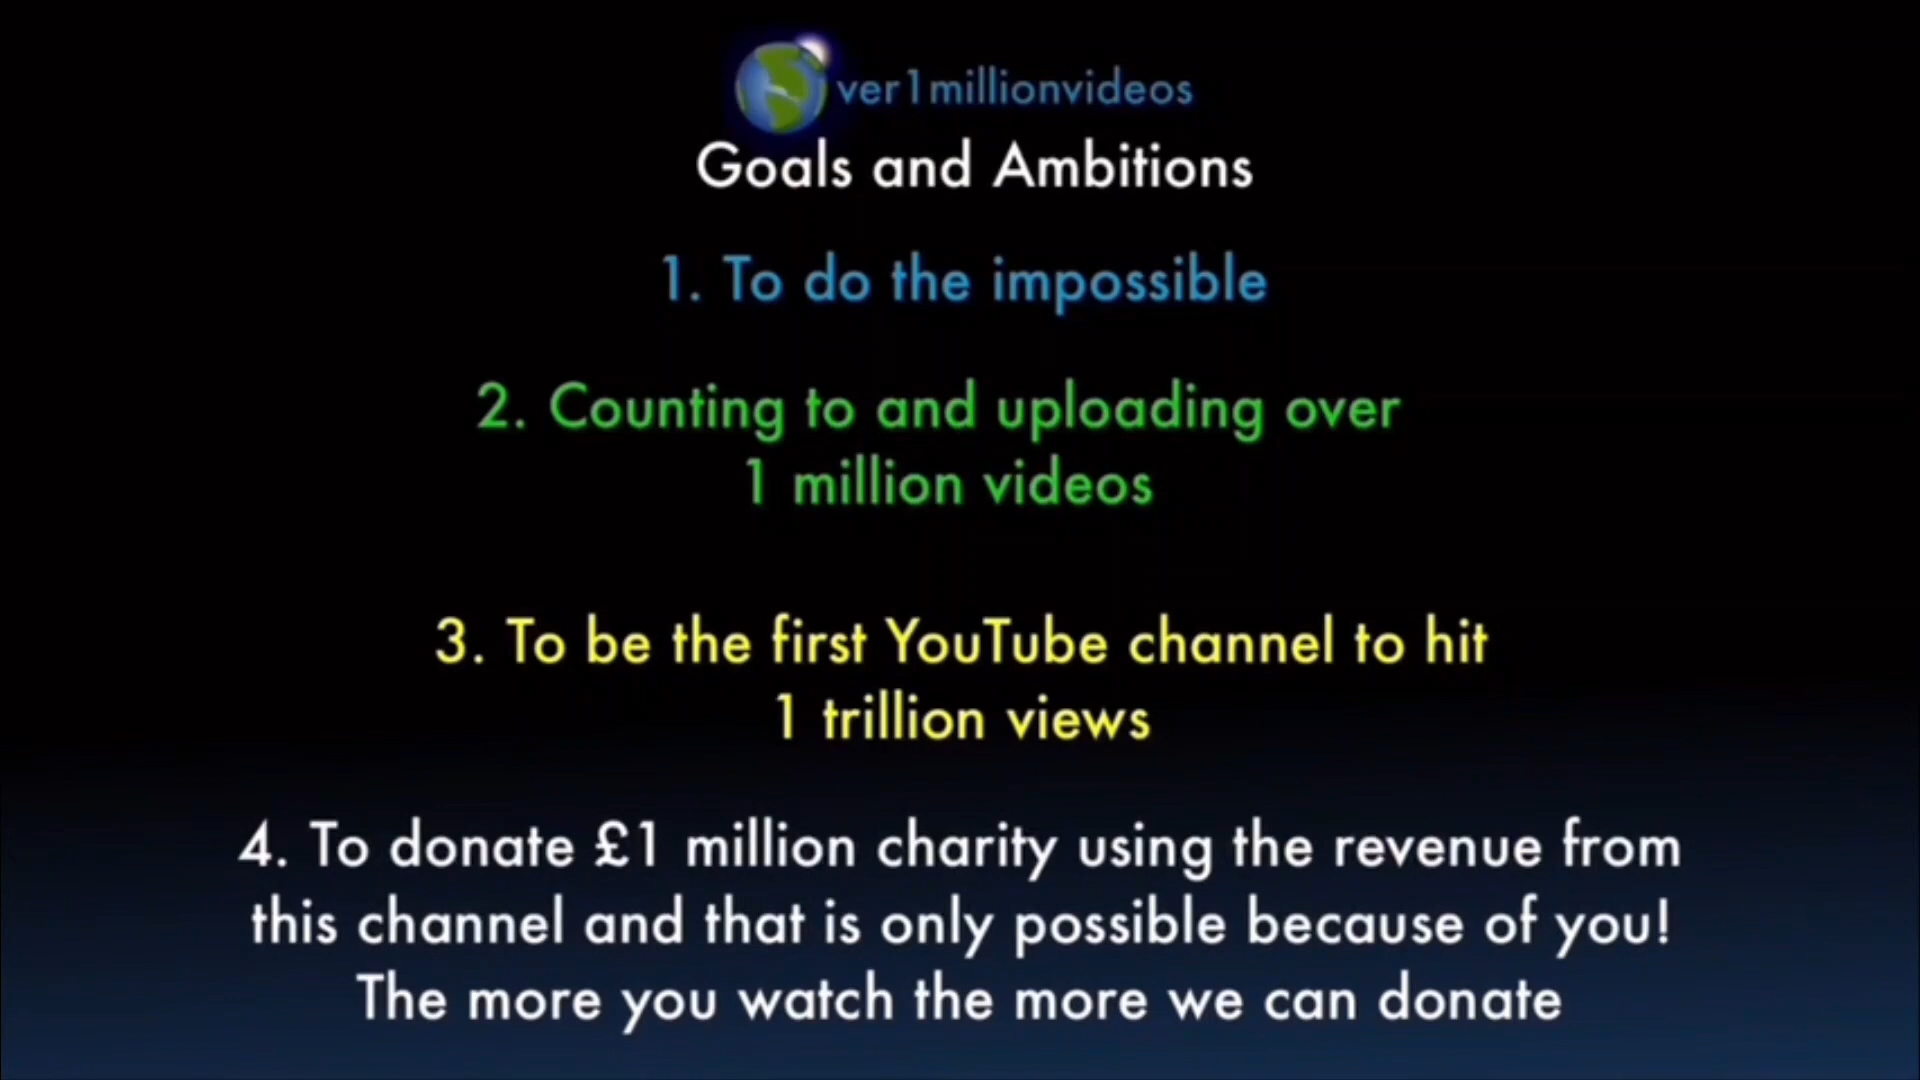 ver1millionvideos
Goals and Ambitions
1. To do the impossible
2. Counting to and uploading over
1 million videos
3. To be the first YouTube channel to hit
1 trillion views
4. To donate £1 million charity using the revenue from
this channel and that is only possible because of you!
The more you watch the more we can donate